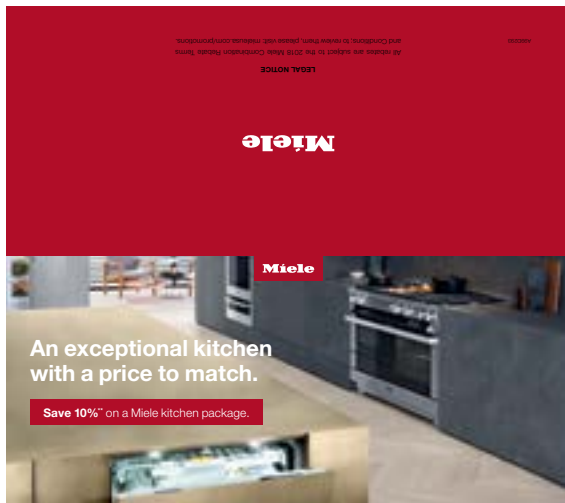 Miele
LEGAL NOTICE
All rebates are subject to the 2018 Miele Combination Rebate Terms
and Conditions; to review them, please visit: mieleusa.com/promotions.
Miele
An exceptional kitchen
with a price to match.
Save 10%** on a Miele kitchen package.